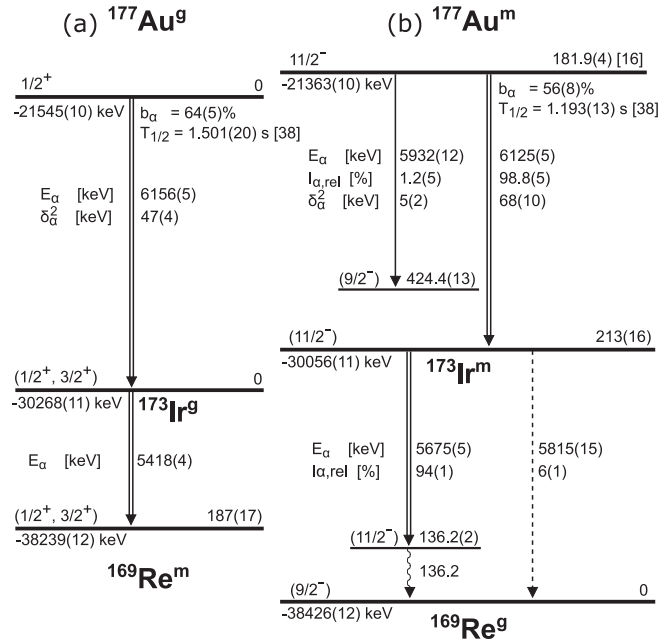 (a) ¹⁷⁷Auᵍ
1/2⁺ 0
-21545(10) keV
bα = 64(5)%
T1/2 = 1.501(20) s [38]
Eα [keV] 6156(5)
δ²α [keV] 47(4)
(1/2⁺, 3/2⁺) 0
-30268(11) keV
¹⁷³Irᵍ
Eα [keV] 5418(4)
(1/2⁺, 3/2⁺) 187(17)
-38239(12) keV
¹⁶⁹Reᵐ
(b) ¹⁷⁷Auᵐ
11/2⁻ 181.9(4) [16]
-21363(10) keV
bα = 56(8)%
T1/2 = 1.193(13) s [38]
Eα [keV] 5932(12) 6125(5)
Iα,rel [%] 1.2(5) 98.8(5)
δ²α [keV] 5(2) 68(10)
(9/2⁻) 424.4(13)
(11/2⁻) 213(16)
-30056(11) keV
¹⁷³Irᵐ
Eα [keV] 5675(5) 5815(15)
Iα,rel [%] 94(1) 6(1)
(11/2⁻) 136.2(2)
136.2
(9/2⁻) 0
-38426(12) keV
¹⁶⁹Reᵍ